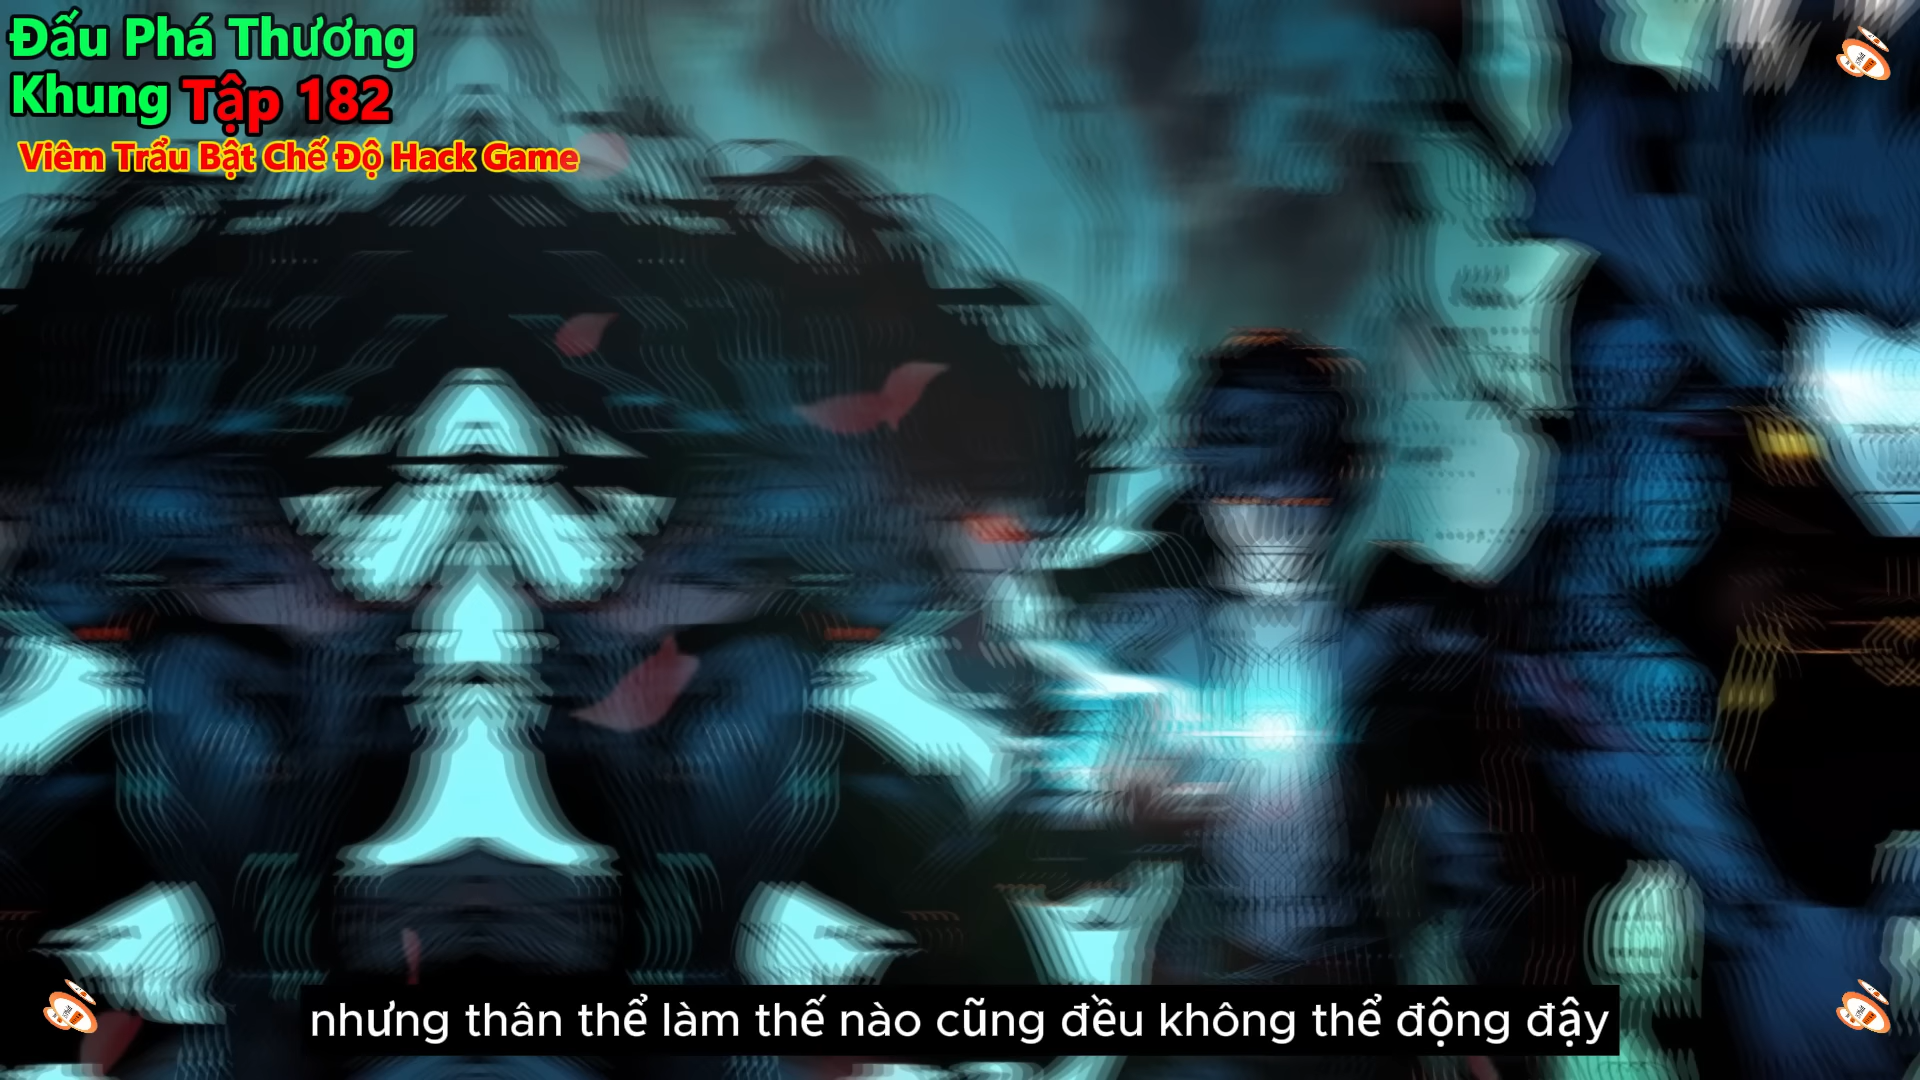 Đấu Phá Thương
Khung Tập 182
Viêm Trẩu Bật Chế Độ Hack Game
nhưng thân thể làm thế nào cũng đều không thể động đậy